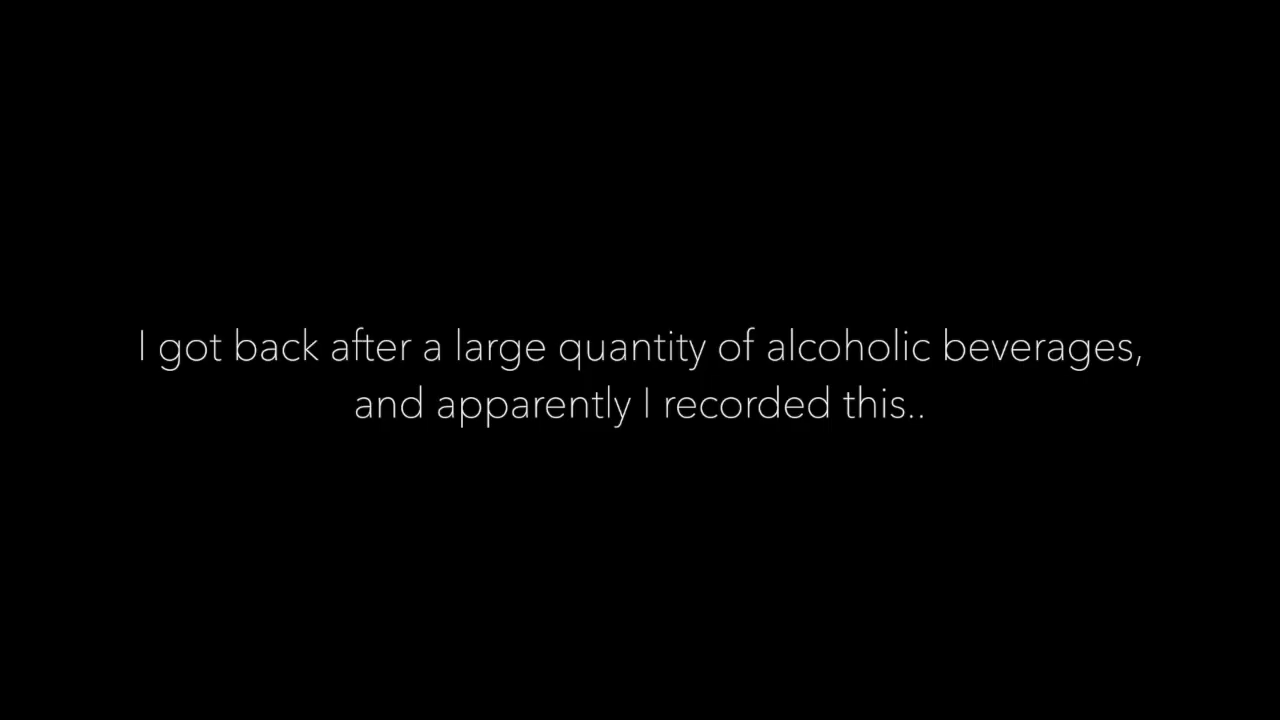 I got back after a large quantity of alcoholic beverages,
and apparently I recorded this..